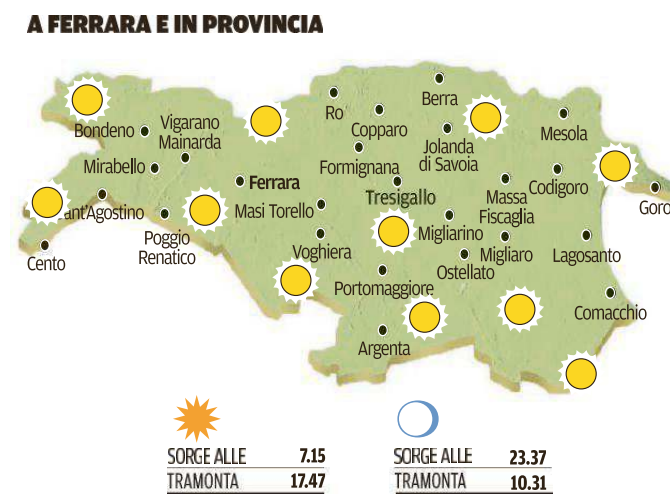 A FERRARA E IN PROVINCIA
Berra
Ro
Copparo
Bondeno
Vigarano
Mainarda
Mesola
Jolanda
di Savoia
Mirabello
Formignana
Ferrara
Tresigallo
Codigoro
Massa
Fiscaglia
Goro
Sant'Agostino
Masi Torello
Migliarino
Poggio
Renatico
Voghiera
Migliaro
Lagosanto
Cento
Ostellato
Portomaggiore
Comacchio
Argenta
SORGE ALLE 7.15
TRAMONTA 17.47
SORGE ALLE 23.37
TRAMONTA 10.31